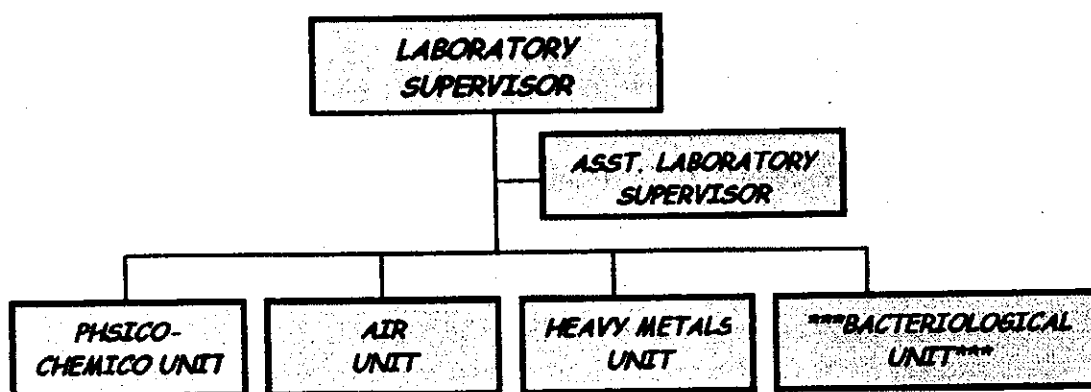 LABORATORY
SUPERVISOR
ASST. LABORATORY
SUPERVISOR
PHSICO-
CHEMICO UNIT
AIR
UNIT
HEAVY METALS
UNIT
***BACTERIOLOGICAL
UNIT***